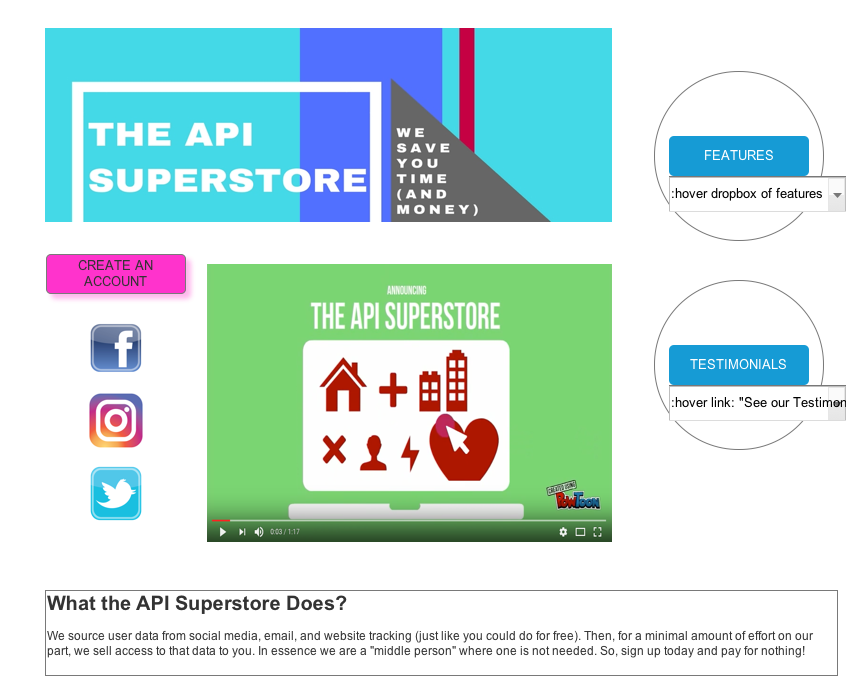 THE API
SUPERSTORE
WE
SAVE
YOU
TIME
(AND
MONEY)
FEATURES
:hover dropbox of features
CREATE AN
ACCOUNT
f
ANNOUNCING
THE API SUPERSTORE
CREATED USING
PowToon
0:03 / 1:17
TESTIMONIALS
:hover link: "See our Testimon
What the API Superstore Does?
We source user data from social media, email, and website tracking (just like you could do for free). Then, for a minimal amount of effort on our
part, we sell access to that data to you. In essence we are a "middle person" where one is not needed. So, sign up today and pay for nothing!